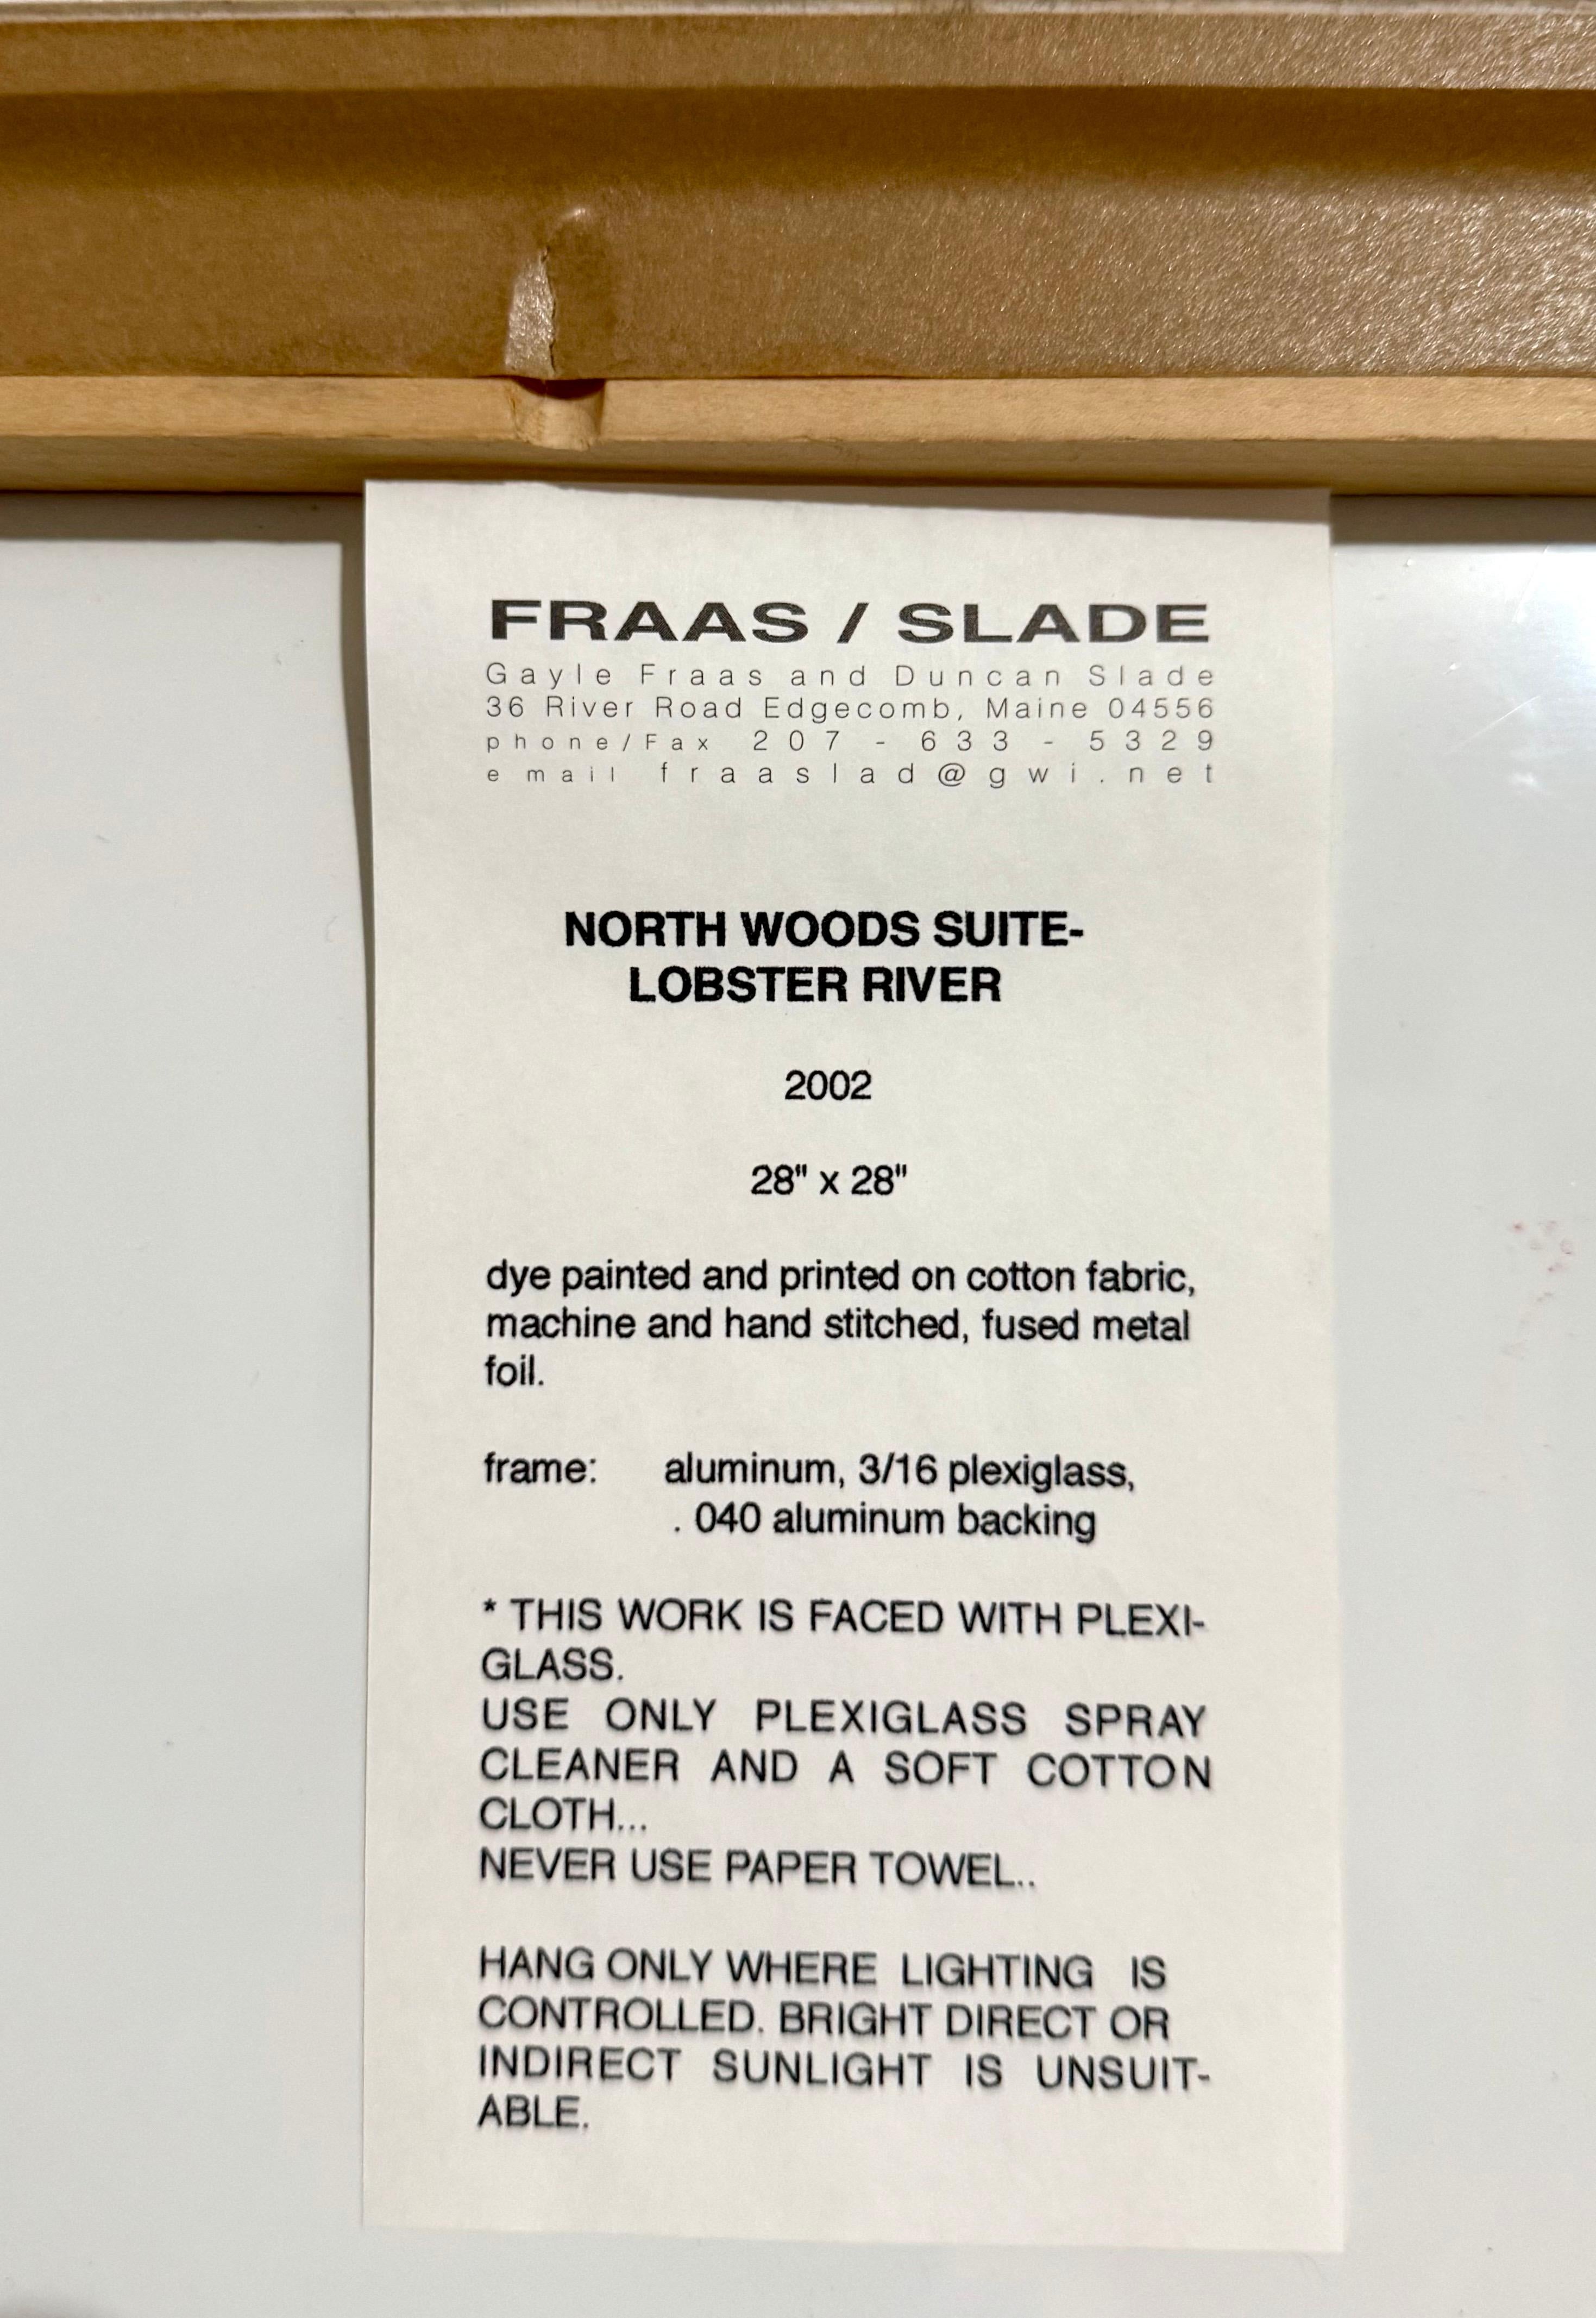 FRAAS / SLADE
Gayle Fraas and Duncan Slade
36 River Road Edgecomb, Maine 04556
phone/Fax 207 - 633 - 5329
email fraaslad@gwi.net
NORTH WOODS SUITE-
LOBSTER RIVER
2002
28" x 28"
dye painted and printed on cotton fabric,
machine and hand stitched, fused metal
foil.
frame: aluminum, 3/16 plexiglass,
. 040 aluminum backing
* THIS WORK IS FACED WITH PLEXI-
GLASS.
USE ONLY PLEXIGLASS SPRAY
CLEANER AND A SOFT COTTON
CLOTH...
NEVER USE PAPER TOWEL..
HANG ONLY WHERE LIGHTING IS
CONTROLLED. BRIGHT DIRECT OR
INDIRECT SUNLIGHT IS UNSUIT-
ABLE.